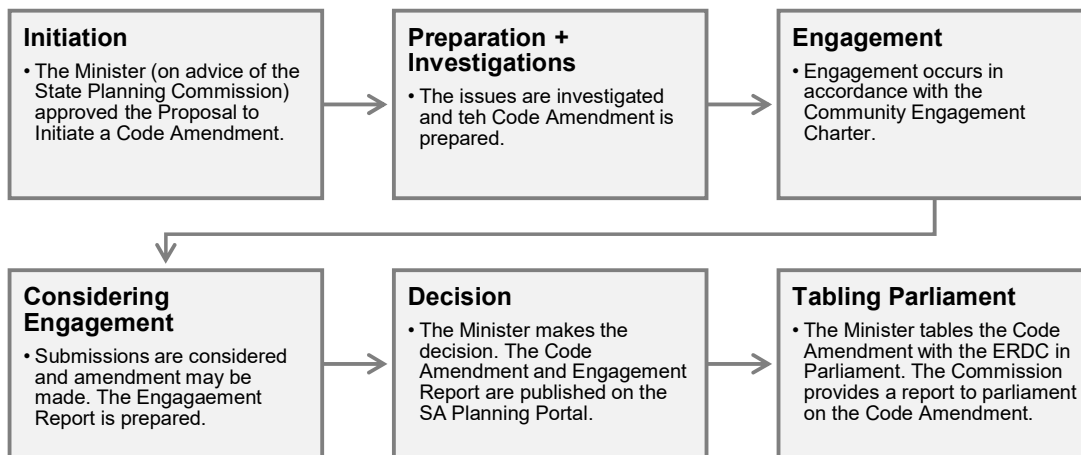 Initiation
• The Minister (on advice of the
State Planning Commission)
approved the Proposal to
Initiate a Code Amendment.
Preparation +
Investigations
• The issues are investigated
and teh Code Amendment is
prepared.
Engagement
• Engagement occurs in
accordance with the
Community Engagement
Charter.
Considering
Engagement
• Submissions are considered
and amendment may be
made. The Engagaement
Report is prepared.
Decision
• The Minister makes the
decision. The Code
Amendment and Engagement
Report are published on the
SA Planning Portal.
Tabling Parliament
• The Minister tables the Code
Amendment with the ERDC in
Parliament. The Commission
provides a report to parliament
on the Code Amendment.